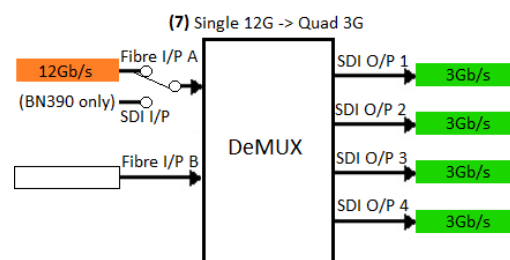 (7) Single 12G -> Quad 3G
Fibre I/P A
12Gb/s
(BN390 only)
SDI I/P
Fibre I/P B
DeMUX
SDI O/P 1
3Gb/s
SDI O/P 2
3Gb/s
SDI O/P 3
3Gb/s
SDI O/P 4
3Gb/s